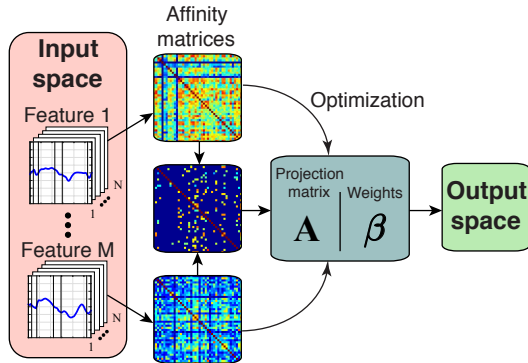 Affinity
matrices
Input
space
Feature 1
N
1
Feature M
N
1
Optimization
Projection
matrix
A
Weights
β
Output
space